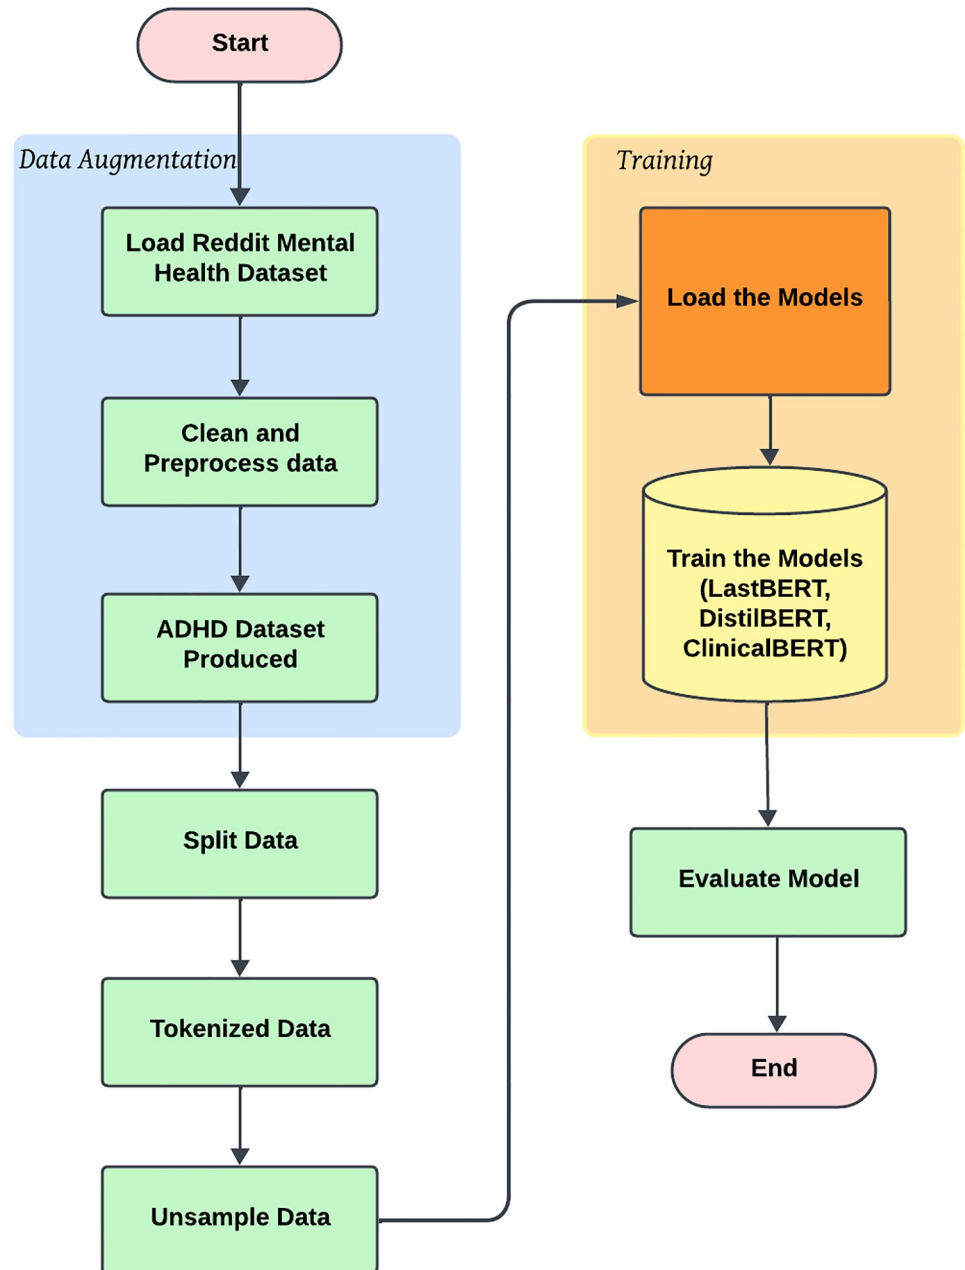 Start
Data Augmentation
Load Reddit Mental
Health Dataset
Clean and
Preprocess data
ADHD Dataset
Produced
Split Data
Tokenized Data
Unsample Data
Training
Load the Models
Train the Models
(LastBERT,
DistilBERT,
ClinicalBERT)
Evaluate Model
End